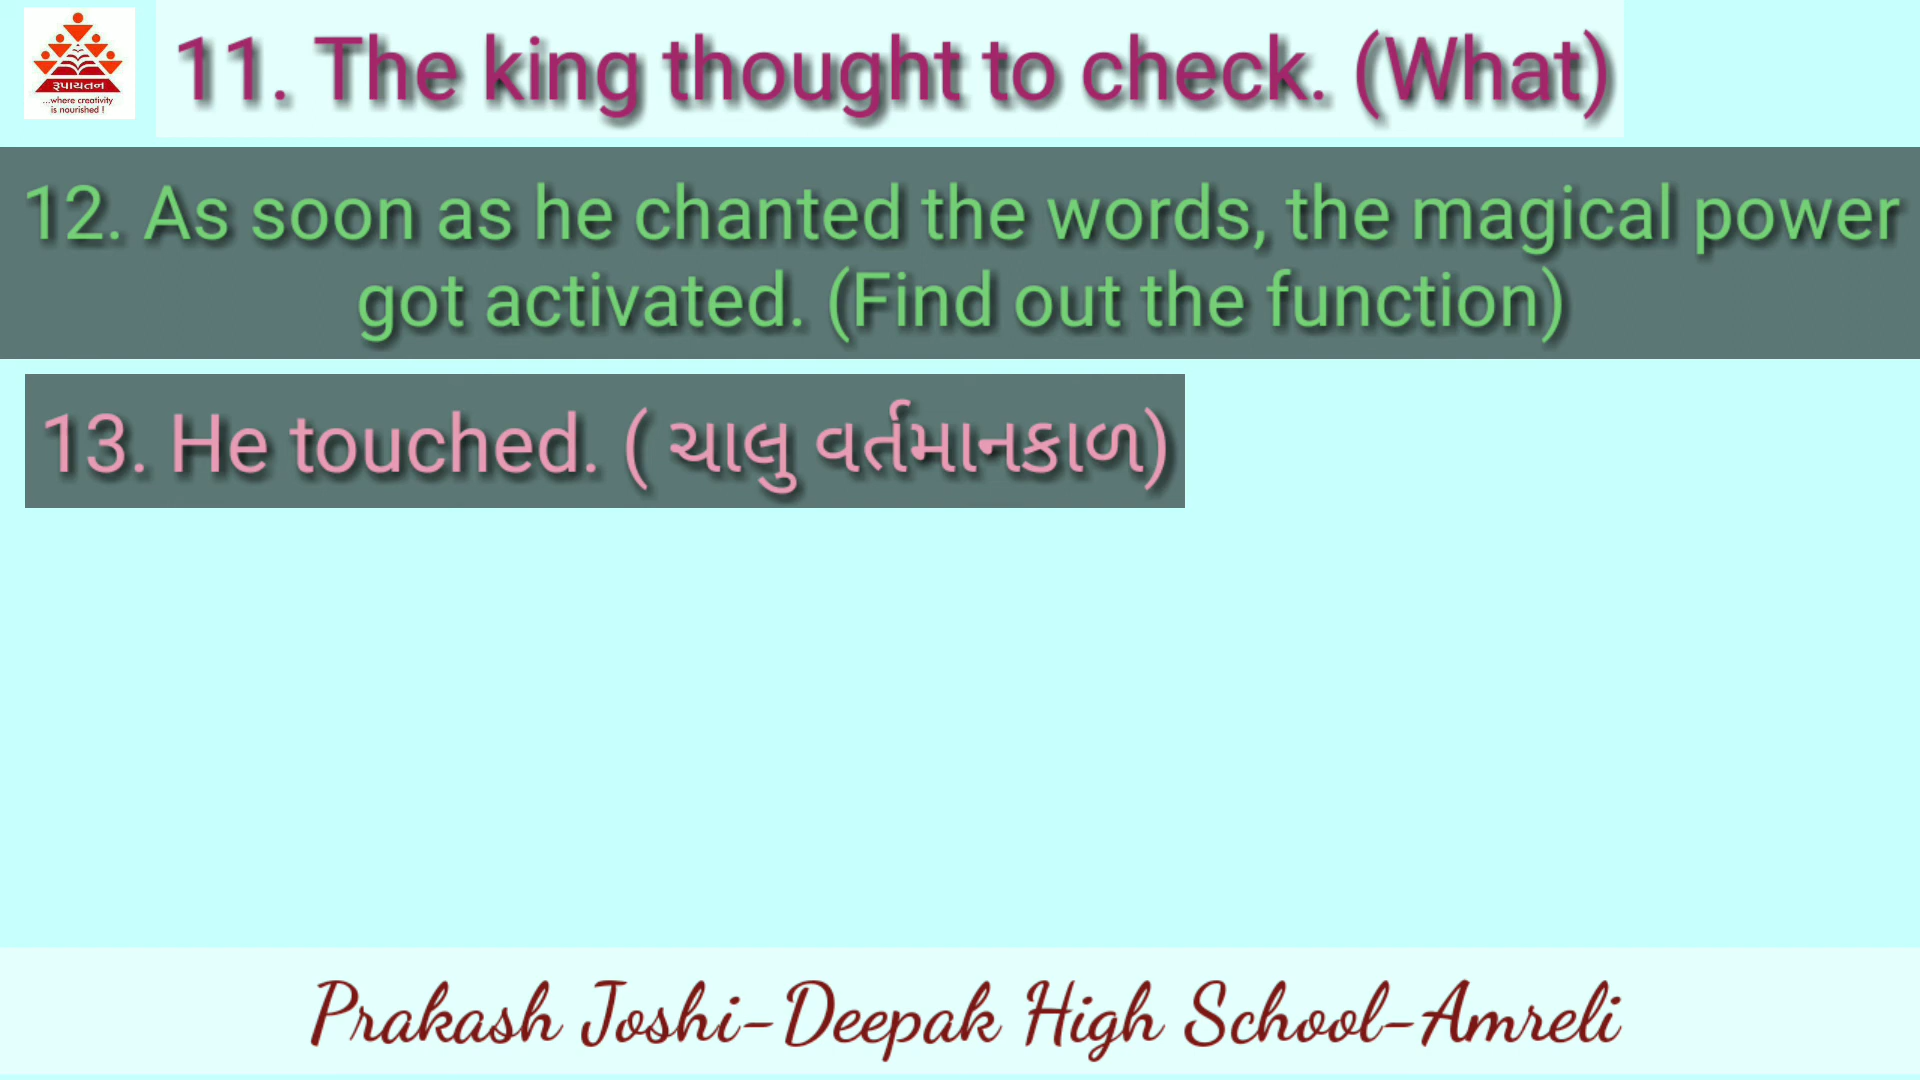 રૂપાયતન
...where creativity
is nourished !
11. The king thought to check. (What)
12. As soon as he chanted the words, the magical power
got activated. (Find out the function)
13. He touched. ( ચાલુ વર્તમાનકાળ)
Prakash Joshi-Deepak High School-Amreli